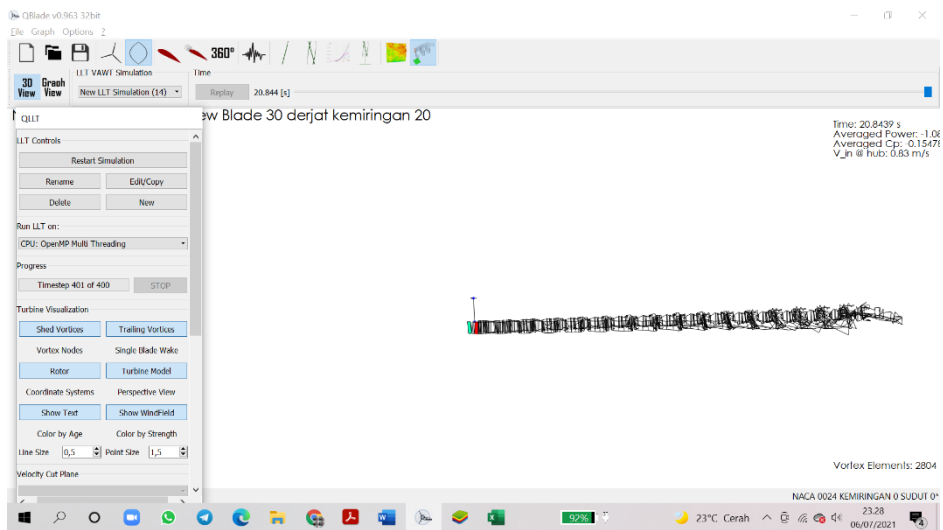 QBlade v0.963 32bit
File Graph Options ?
360°
3D View
Graph View
LLT VAWT Simulation
New LLT Simulation (14)
Time
Replay
20.844 [s]
ew Blade 30 derjat kemiringan 20
Time: 20.8439 s
Averaged Power: -1.08
Averaged Cp: -0.15478
V_in @ hub: 0.83 m/s
QLLT
LLT Controls
Restart Simulation
Rename Edit/Copy
Delete New
Run LLT on:
CPU: OpenMP Multi Threading
Progress
Timestep 401 of 400 STOP
Turbine Visualization
Shed Vortices Trailing Vortices
Vortex Nodes Single Blade Wake
Rotor Turbine Model
Coordinate Systems Perspective View
Show Text Show WindField
Color by Age Color by Strength
Line Size 0,5 Point Size 1,5
Velocity Cut Plane
Vortex Elements: 2804
NACA 0024 KEMIRINGAN 0 SUDUT 0°
92%
23°C Cerah
23.28
06/07/2021
4